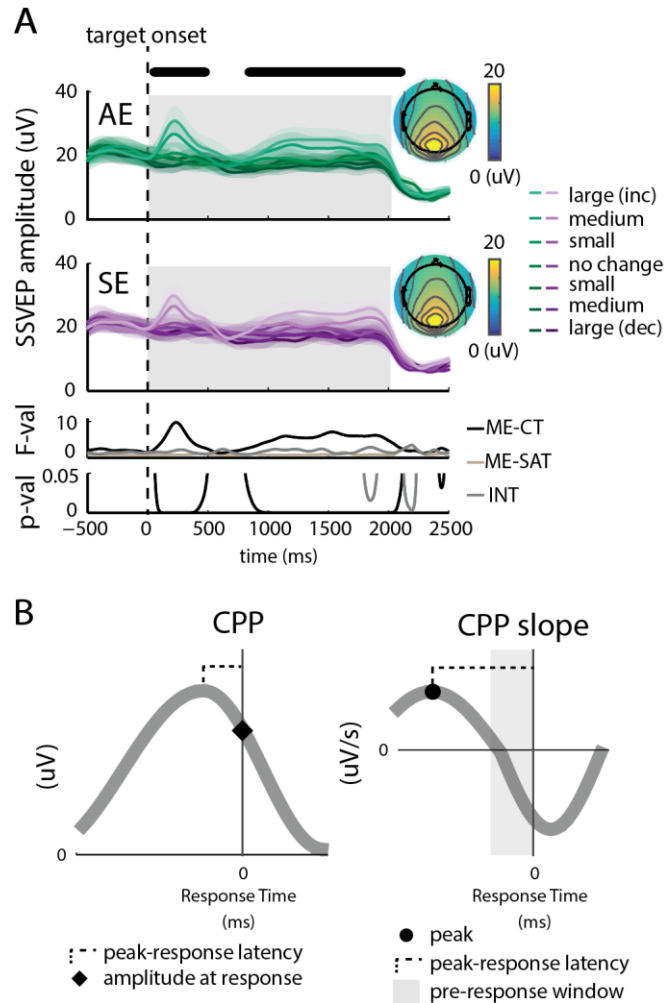 A
target onset
40
20
0
AE
20
0 (uV)
SSVEP amplitude (uV)
large (inc)
medium
small
no change
small
medium
large (dec)
40
20
0
SE
20
0 (uV)
F-val
10
0
ME-CT
ME-SAT
INT
p-val
0.05
0
−500 0 500 1000 1500 2000 2500
time (ms)
B
CPP
(uV)
0
0
Response Time
(ms)
peak-response latency
amplitude at response
CPP slope
(uV/s)
0
0
Response Time
(ms)
peak
peak-response latency
pre-response window